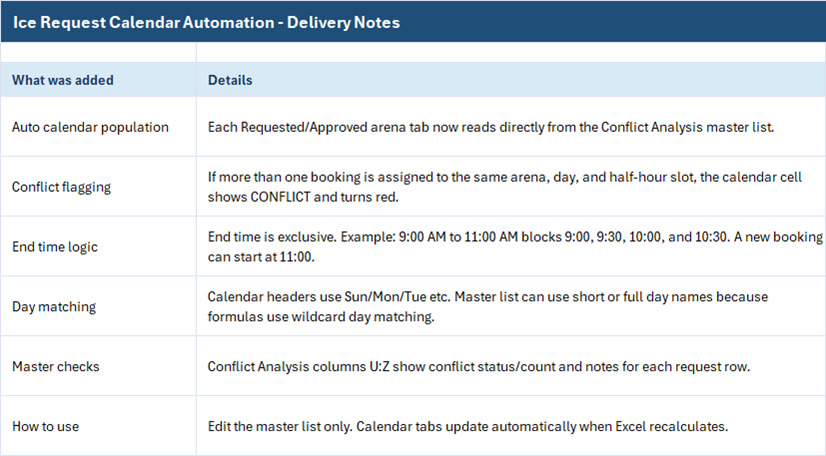 Ice Request Calendar Automation - Delivery Notes
What was added
Details
Auto calendar population
Each Requested/Approved arena tab now reads directly from the Conflict Analysis master list.
Conflict flagging
If more than one booking is assigned to the same arena, day, and half-hour slot, the calendar cell
shows CONFLICT and turns red.
End time logic
End time is exclusive. Example: 9:00 AM to 11:00 AM blocks 9:00, 9:30, 10:00, and 10:30. A new booking
can start at 11:00.
Day matching
Calendar headers use Sun/Mon/Tue etc. Master list can use short or full day names because
formulas use wildcard day matching.
Master checks
Conflict Analysis columns U:Z show conflict status/count and notes for each request row.
How to use
Edit the master list only. Calendar tabs update automatically when Excel recalculates.